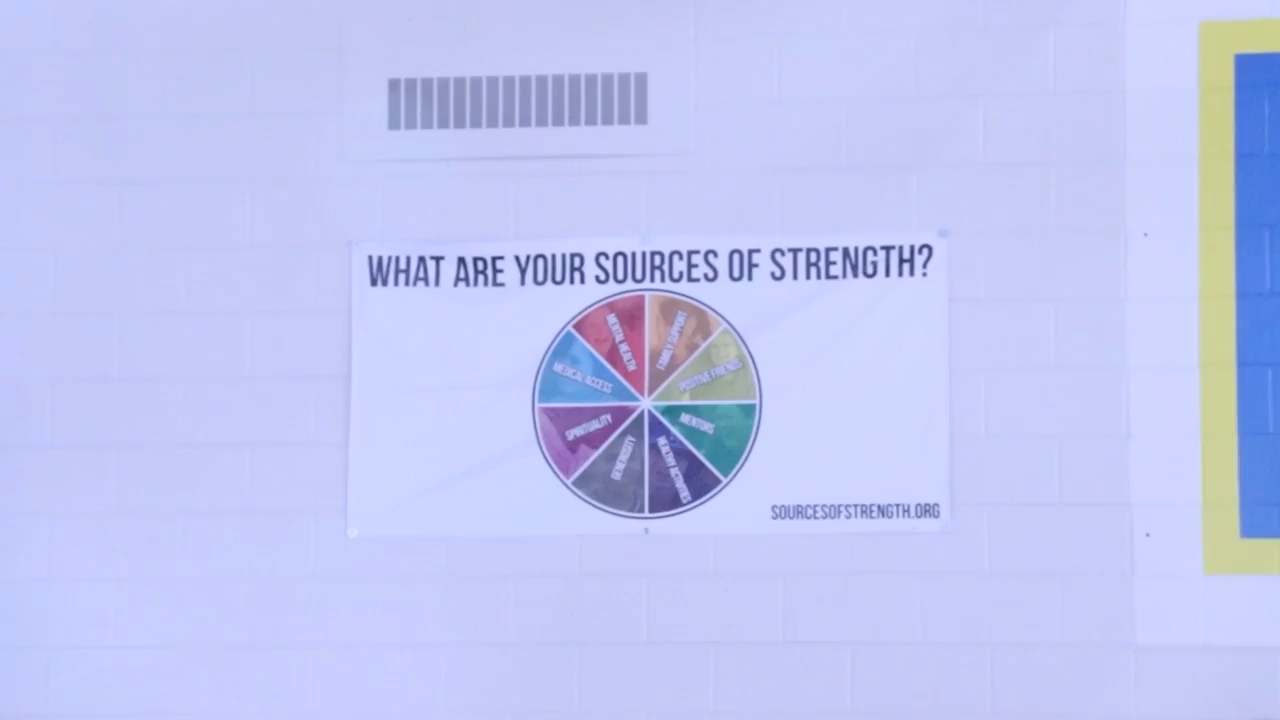 WHAT ARE YOUR SOURCES OF STRENGTH?
MENTAL HEALTH
FAMILY SUPPORT
POSITIVE FRIENDS
MENTORS
HEALTHY ACTIVITIES
GENEROSITY
SPIRITUALITY
MEDICAL ACCESS
SOURCESOFSTRENGTH.ORG